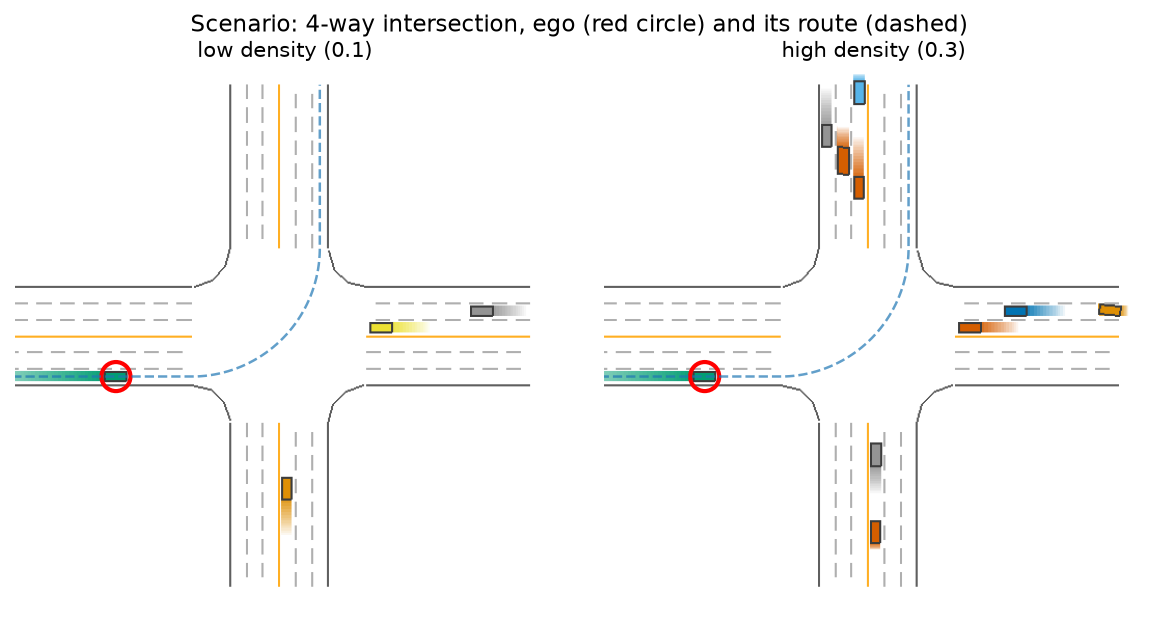 Scenario: 4-way intersection, ego (red circle) and its route (dashed)
low density (0.1)
high density (0.3)